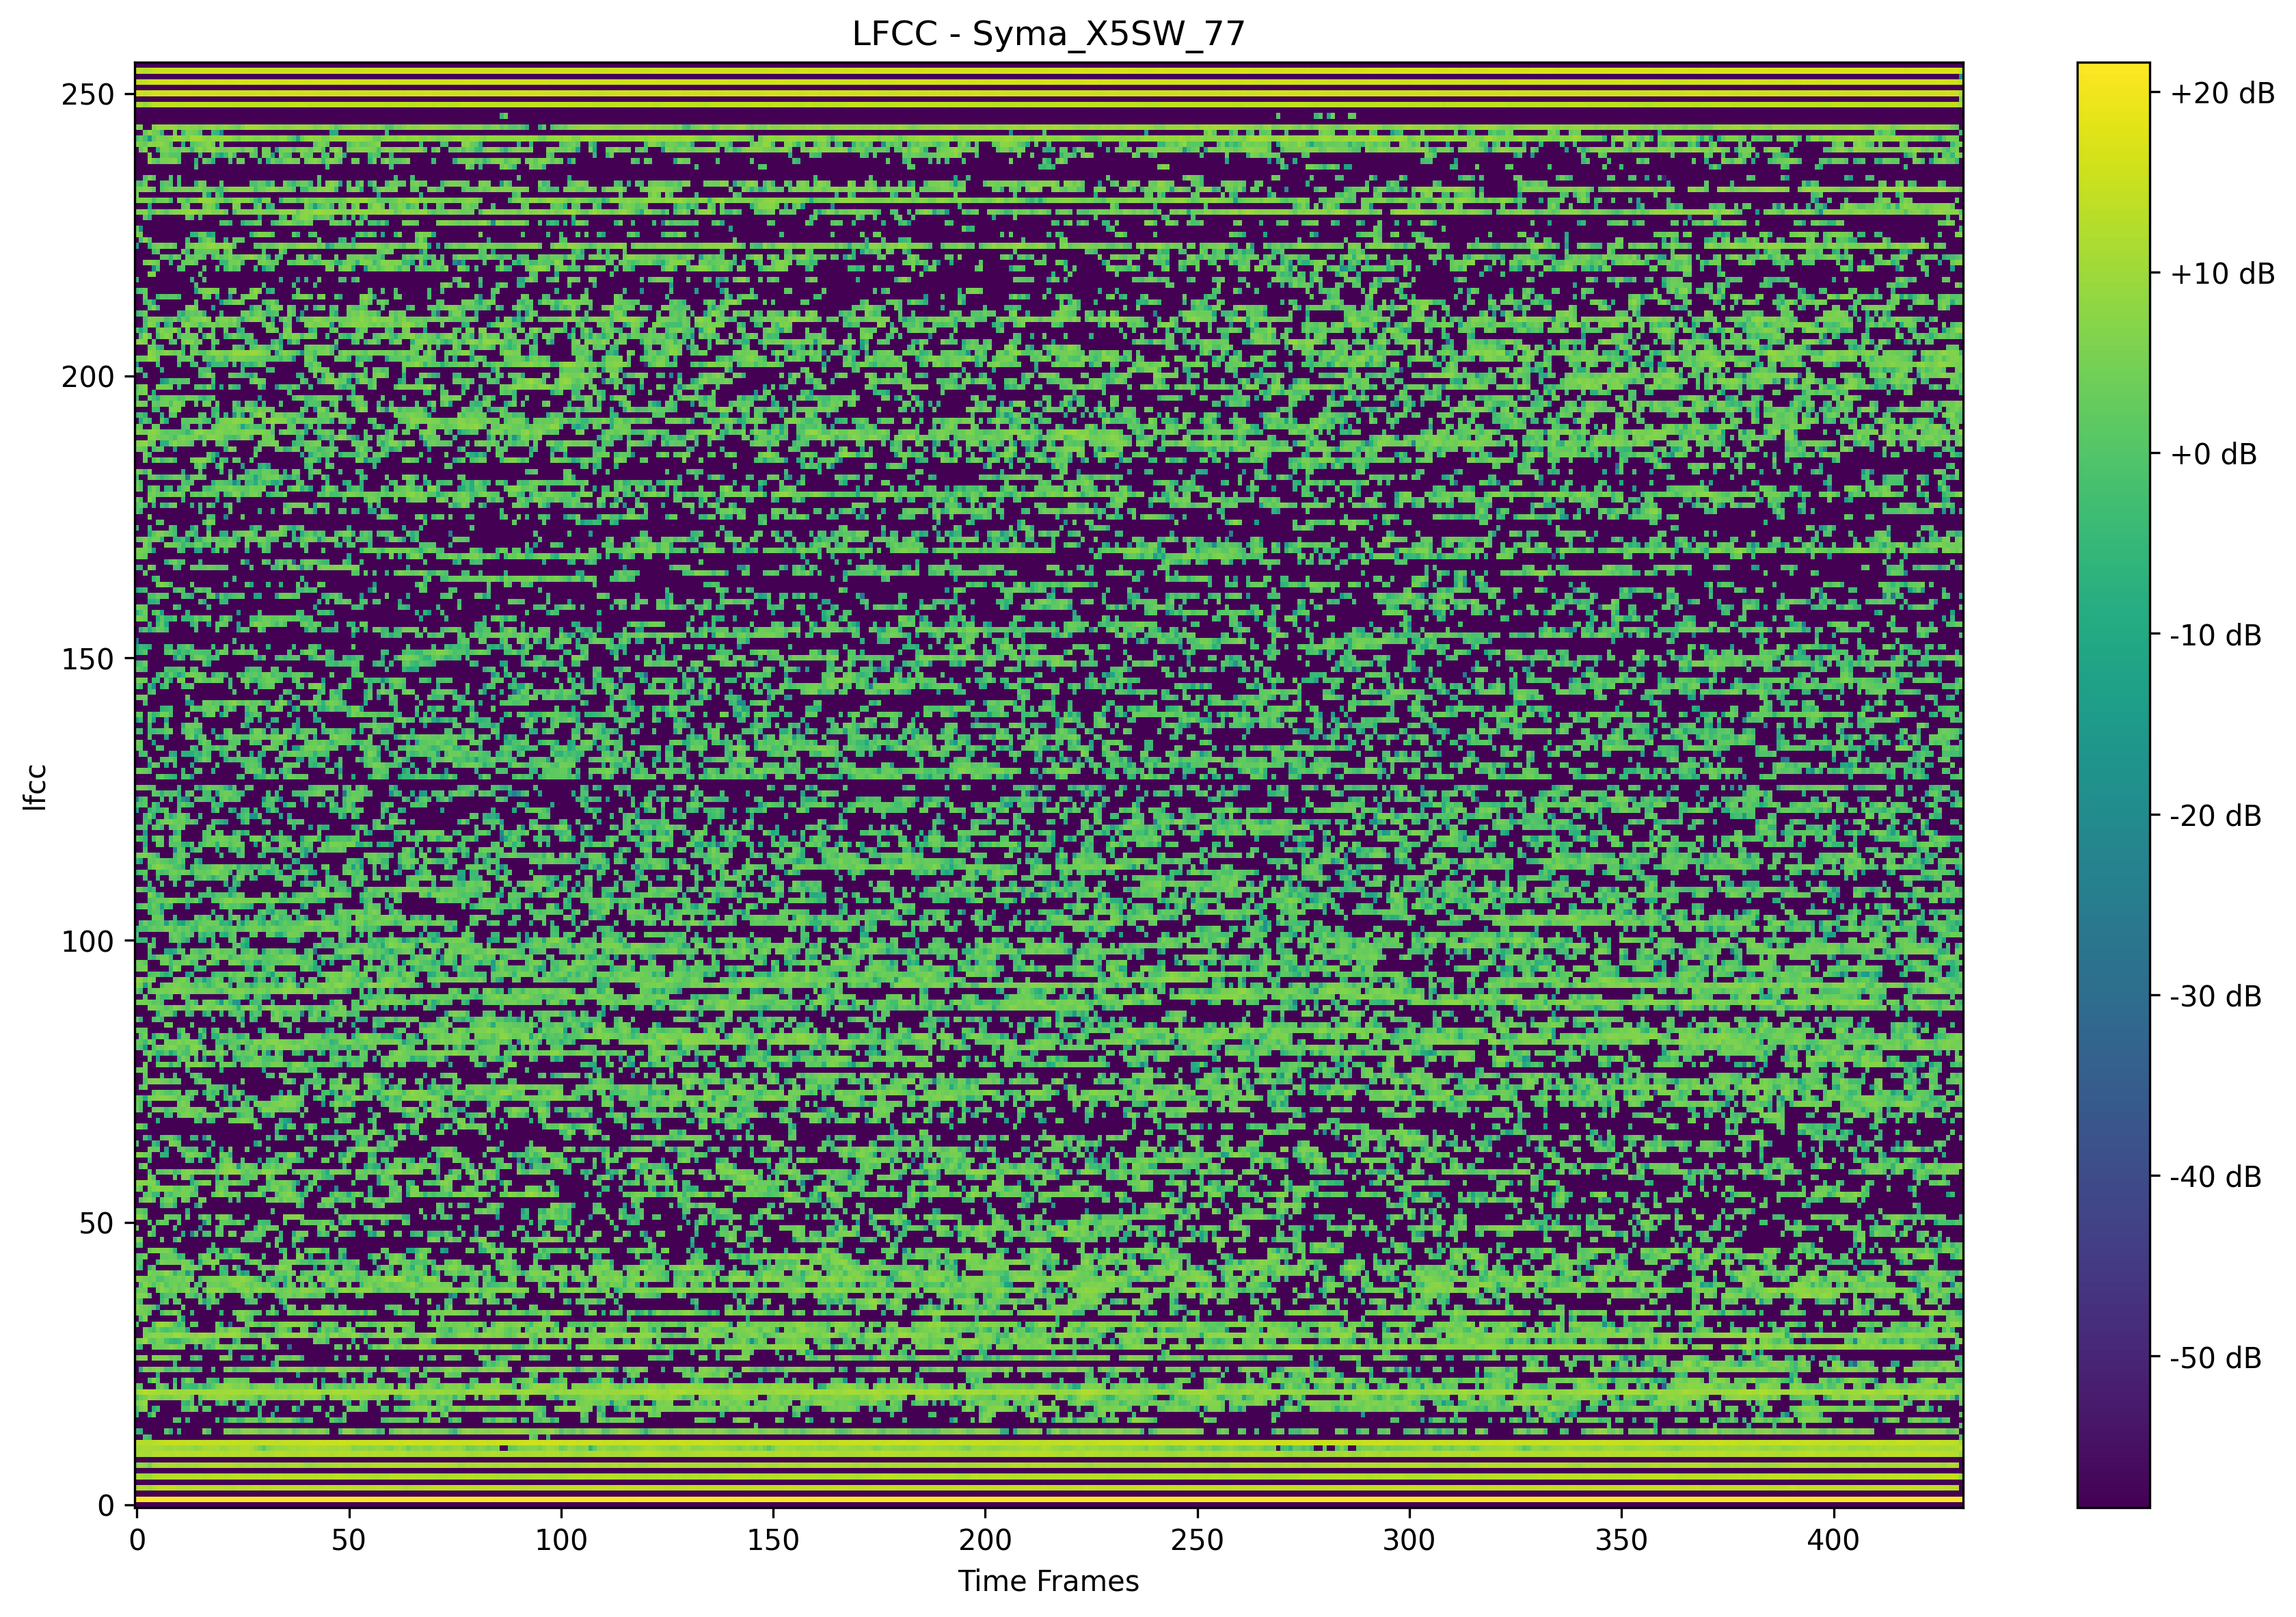 LFCC - Syma_X5SW_77
250
200
150
100
50
0
lfcc
0 50 100 150 200 250 300 350 400
Time Frames
+20 dB
+10 dB
+0 dB
-10 dB
-20 dB
-30 dB
-40 dB
-50 dB